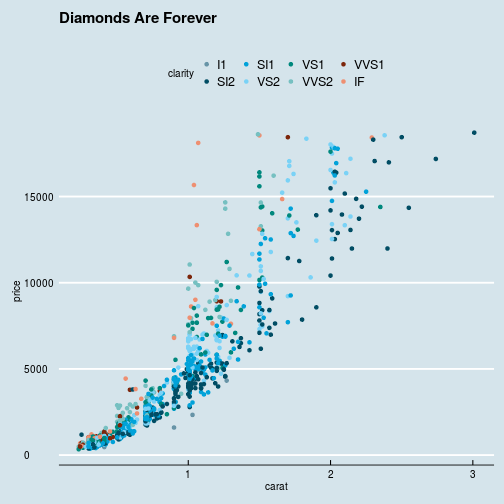 Diamonds Are Forever
clarity
I1 SI1 VS1 VVS1
SI2 VS2 VVS2 IF
15000
10000
5000
0
price
1 2 3
carat